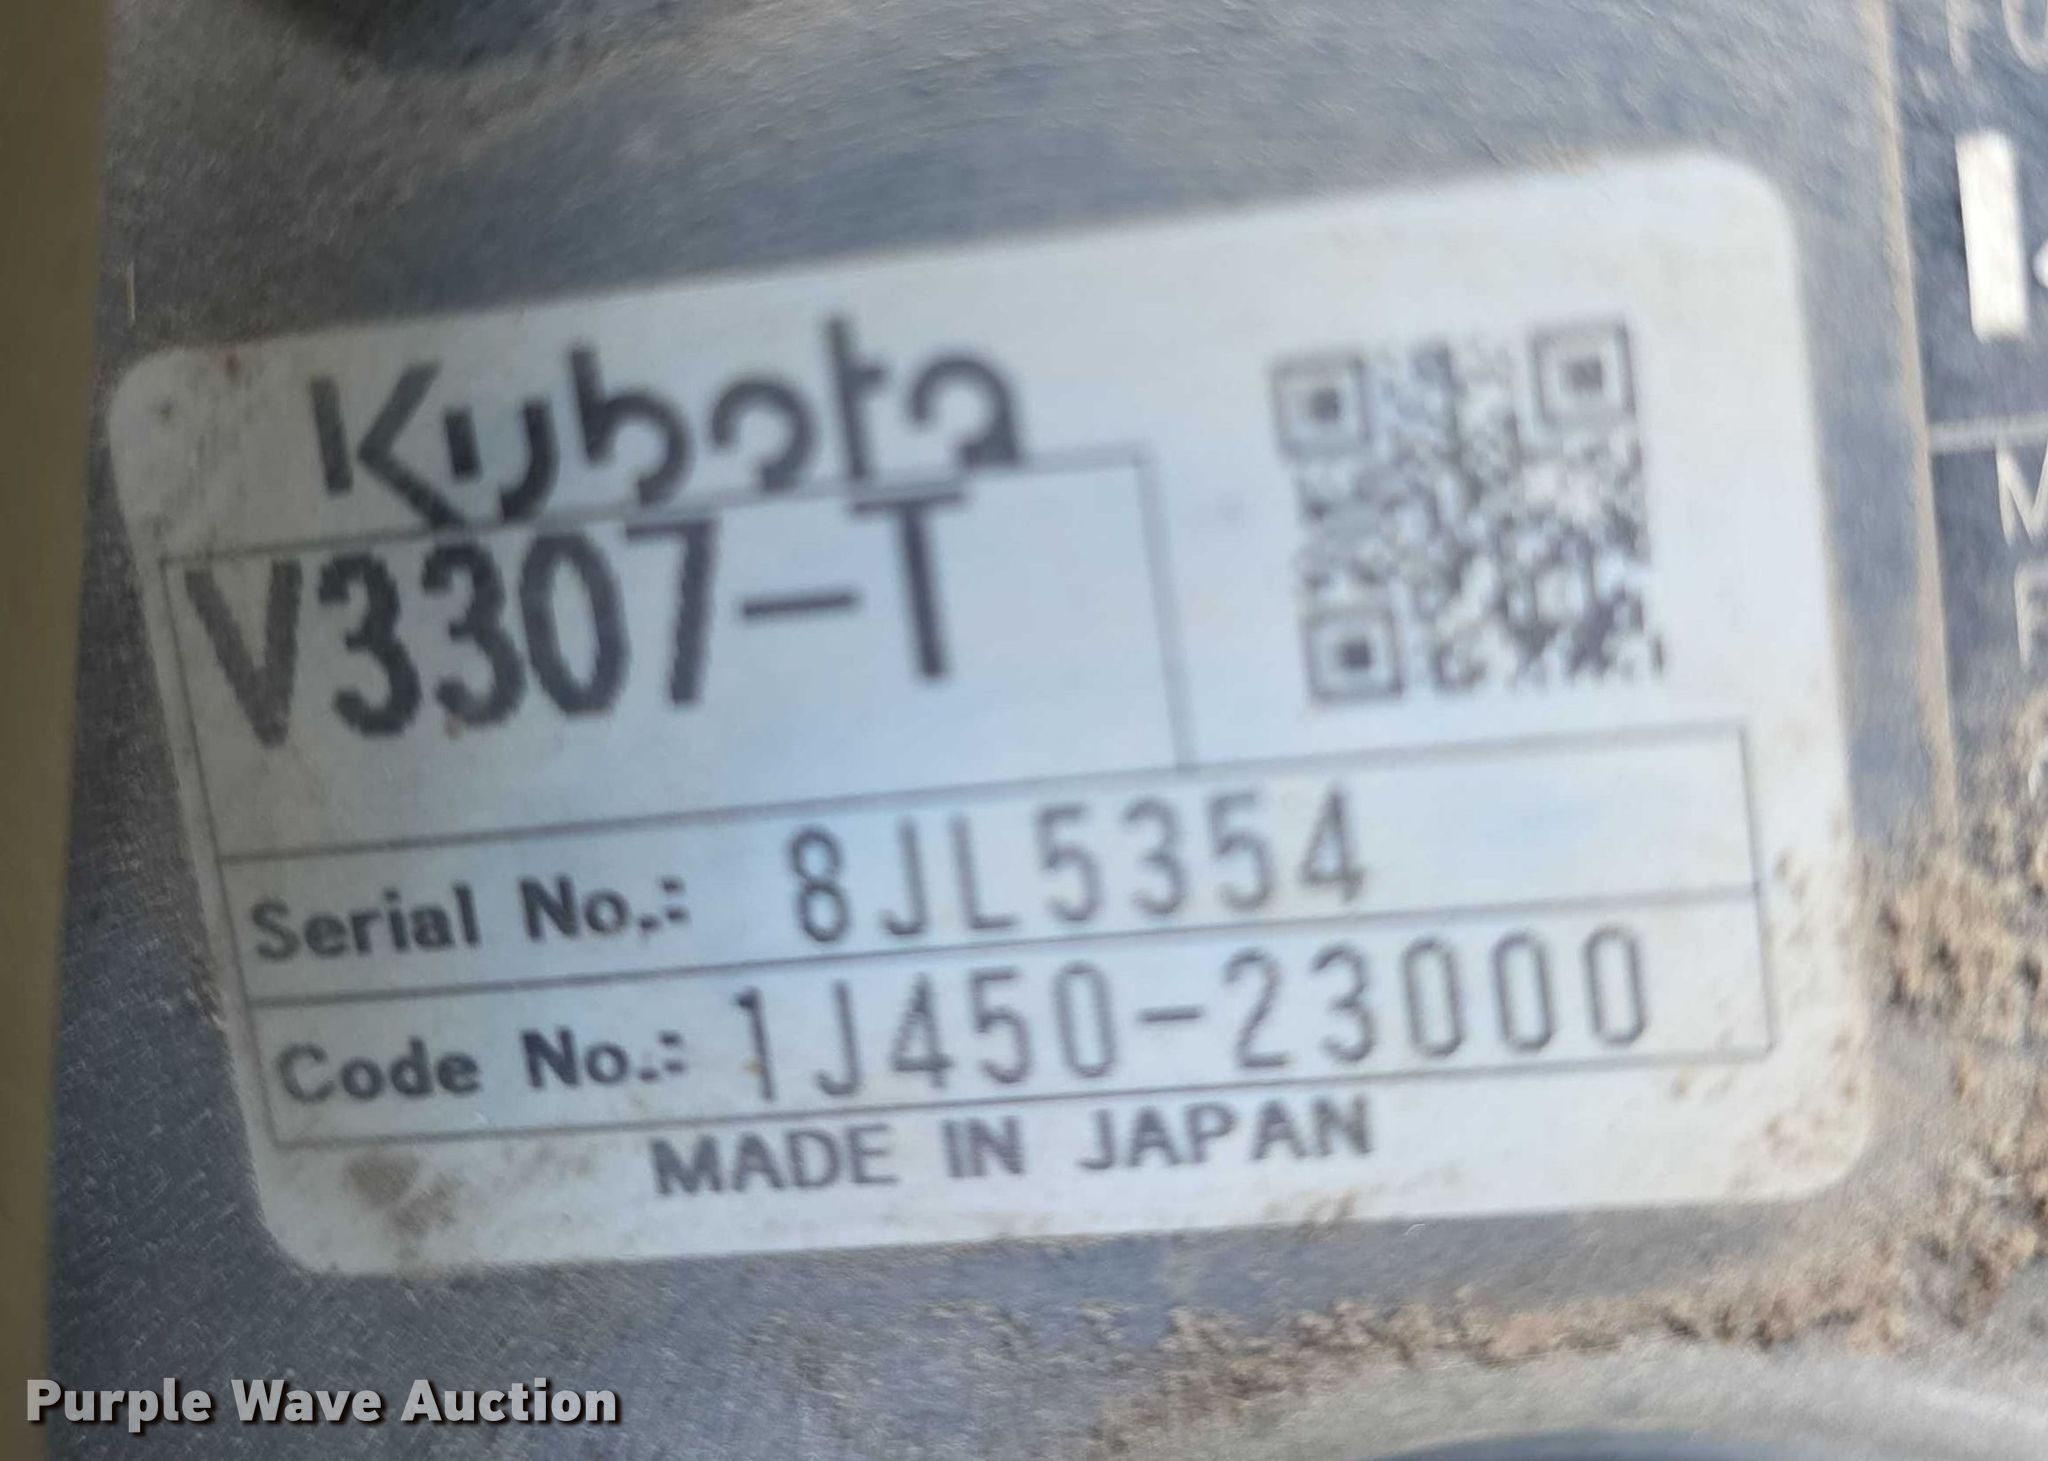 Kubota
V3307-T
Serial No.: 8JL5354
Code No.: 1J450-23000
MADE IN JAPAN
Purple Wave Auction